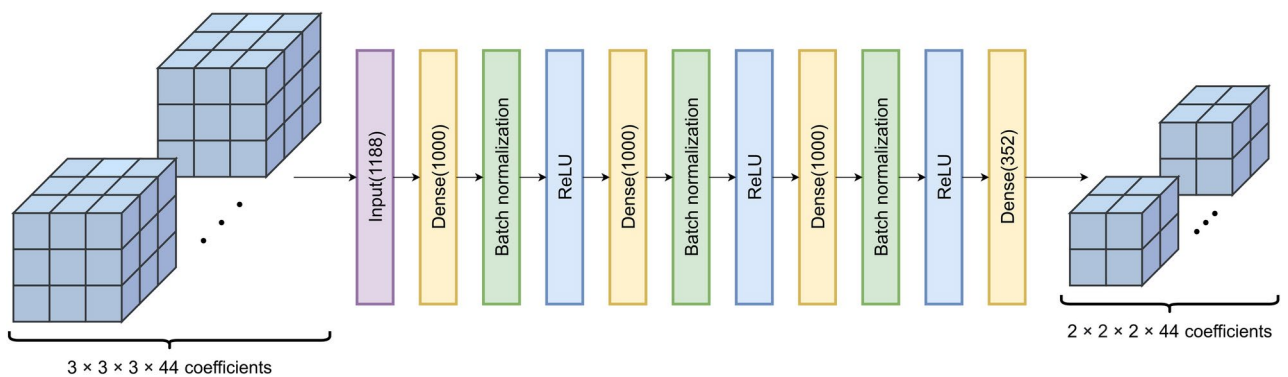 Input(1188)
Dense(1000)
Batch normalization
ReLU
Dense(1000)
Batch normalization
ReLU
Dense(1000)
Batch normalization
ReLU
Dense(352)
3 × 3 × 3 × 44 coefficients
2 × 2 × 2 × 44 coefficients